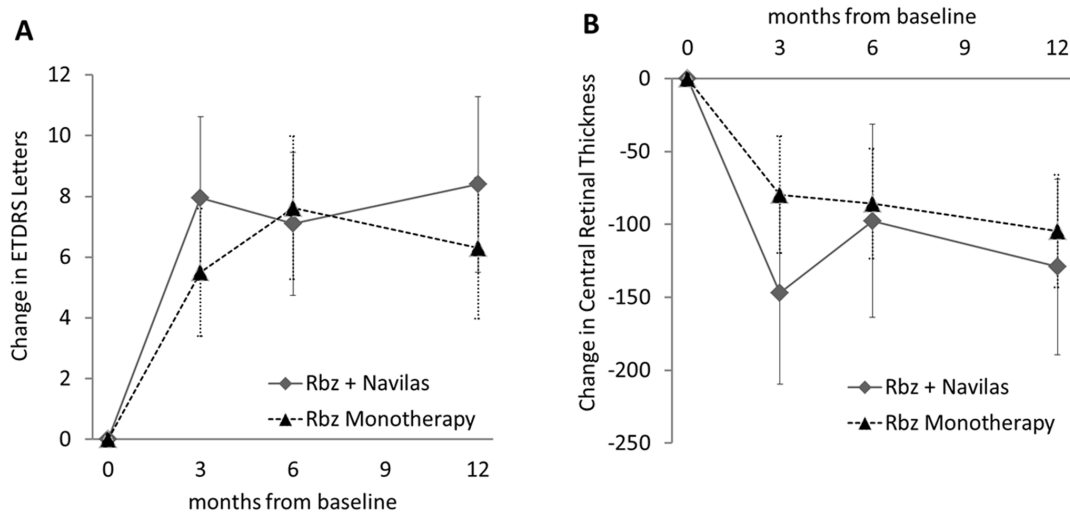 A
Change in ETDRS Letters
12
10
8
6
4
2
0
0 3 6 9 12
months from baseline
Rbz + Navilas
Rbz Monotherapy
B
months from baseline
0 3 6 9 12
Change in Central Retinal Thickness
0
-50
-100
-150
-200
-250
Rbz + Navilas
Rbz Monotherapy